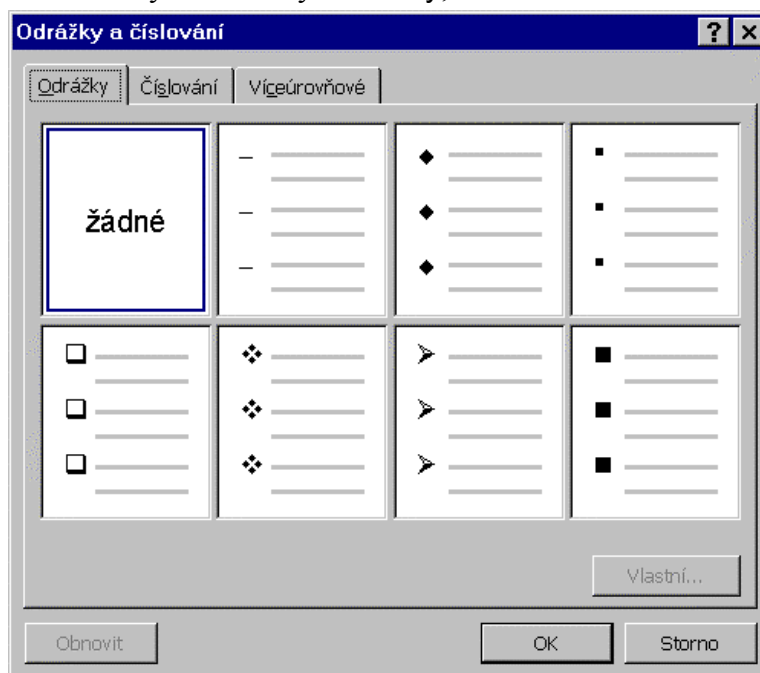 Odrážky a číslování
Odrážky Číslování Víceúrovňové
žádné
Vlastní...
Obnovit OK Storno